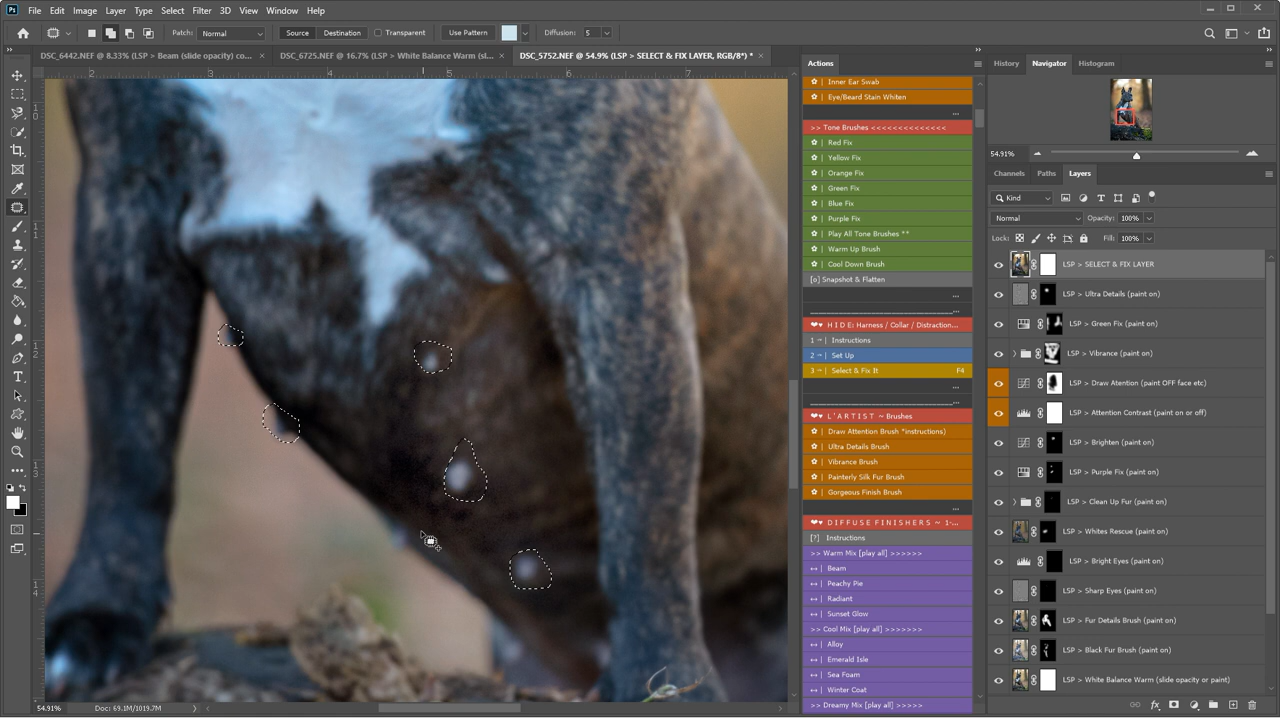 File Edit Image Layer Type Select Filter 3D View Window Help
Patch: Normal Source Destination Transparent Use Pattern Diffusion: 5
DSC_6442.NEF @ 8.33% (LSP > Beam (slide opacity) co... × DSC_6725.NEF @ 16.7% (LSP > White Balance Warm (sl... × DSC_5752.NEF @ 54.9% (LSP > SELECT & FIX LAYER, RGB/8*) * ×
2 3 4 5 6 7
Actions
Inner Ear Swab
Eye/Beard Stain Whiten
...
>> Tone Brushes <<<<<<<<<<<<<<
Red Fix
Yellow Fix
Orange Fix
Green Fix
Blue Fix
Purple Fix
Play All Tone Brushes **
Warm Up Brush
Cool Down Brush
[o] Snapshot & Flatten
...
H I D E: Harness / Collar / Distraction...
1 → | Instructions
2 → | Set Up
3 → | Select & Fix It F4
...
...
L'ARTIST ~ Brushes
Draw Attention Brush *instructions)
Ultra Details Brush
Vibrance Brush
Painterly Silk Fur Brush
Gorgeous Finish Brush
...
D I F F U S E F I N I S H E R S ~ 1-...
[?] Instructions
>> Warm Mix [play all] >>>>>>
↔ | Beam
↔ | Peachy Pie
↔ | Radiant
↔ | Sunset Glow
>> Cool Mix [play all] >>>>>>>
↔ | Alloy
↔ | Emerald Isle
↔ | Sea Foam
↔ | Winter Coat
>> Dreamy Mix [play all] >>>>>
History Navigator Histogram
54.91%
Channels Paths Layers
Kind
Normal Opacity: 100%
Lock: Fill: 100%
LSP > SELECT & FIX LAYER
LSP > Ultra Details (paint on)
LSP > Green Fix (paint on)
LSP > Vibrance (paint on)
LSP > Draw Atention (paint OFF face etc)
LSP > Attention Contrast (paint on or off)
LSP > Brighten (paint on)
LSP > Purple Fix (paint on)
LSP > Clean Up Fur (paint on)
LSP > Whites Rescue (paint on)
LSP > Bright Eyes (paint on)
LSP > Sharp Eyes (paint on)
LSP > Fur Details Brush (paint on)
LSP > Black Fur Brush (paint on)
LSP > White Balance Warm (slide opacity or paint)
54.91%